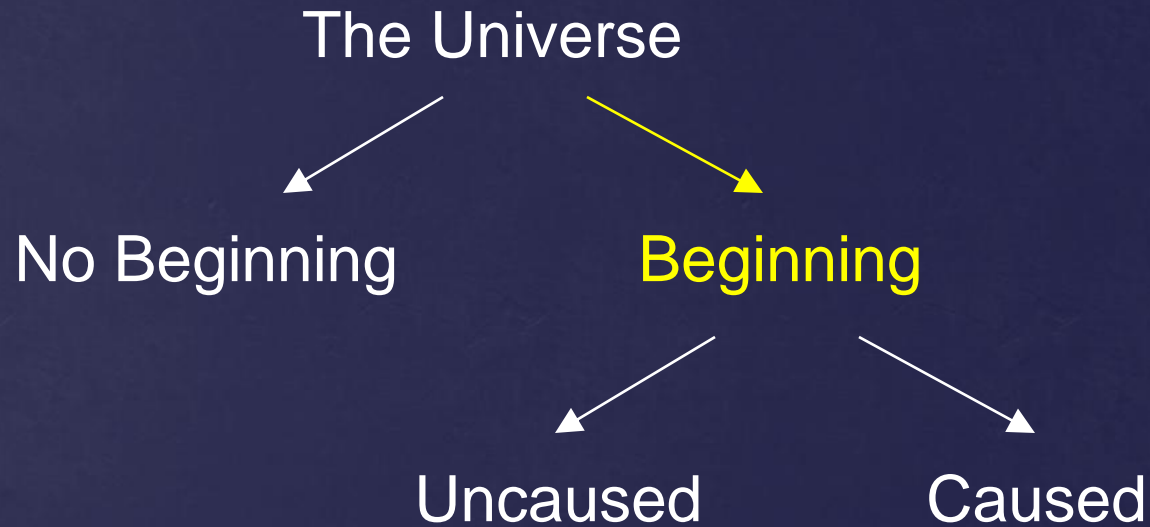 The Universe
No Beginning
Beginning
Uncaused
Caused